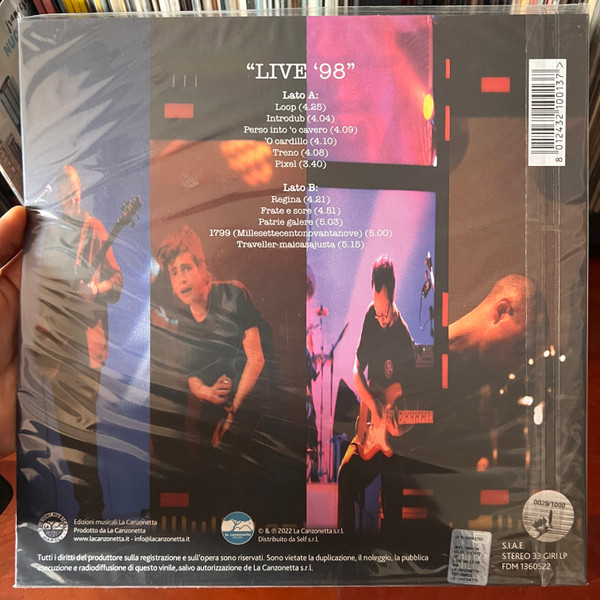 "LIVE '98"
Lato A:
Loop (4.25)
Introdub (4.04)
Perso into 'o cavero (4.09)
'O cardillo (4.10)
Treno (4.08)
Pixel (3.40)
Lato B:
Regina (4.21)
Frate e sore (4.51)
Patrie galere (5.03)
1799 (Millesettecentonovantanove) (5.00)
Traveller-maicasajusta (5.15)
8 012432 100137 >
Edizioni musicali La Canzonetta
Prodotto da La Canzonetta
www.lacanzonetta.it - info@lacanzonetta.it
la canzonetta
© & ℗ 2022 La Canzonetta s.r.l.
Distribuito da Self s.r.l.
0029/1000
S.I.A.E.
STEREO 33 GIRI LP
FDM 1360522
Tutti i diritti del produttore sulla registrazione e sull'opera sono riservati. Sono vietate la duplicazione, il noleggio, la pubblica
esecuzione e radiodiffusione di questo vinile, salvo autorizzazione de La Canzonetta s.r.l.